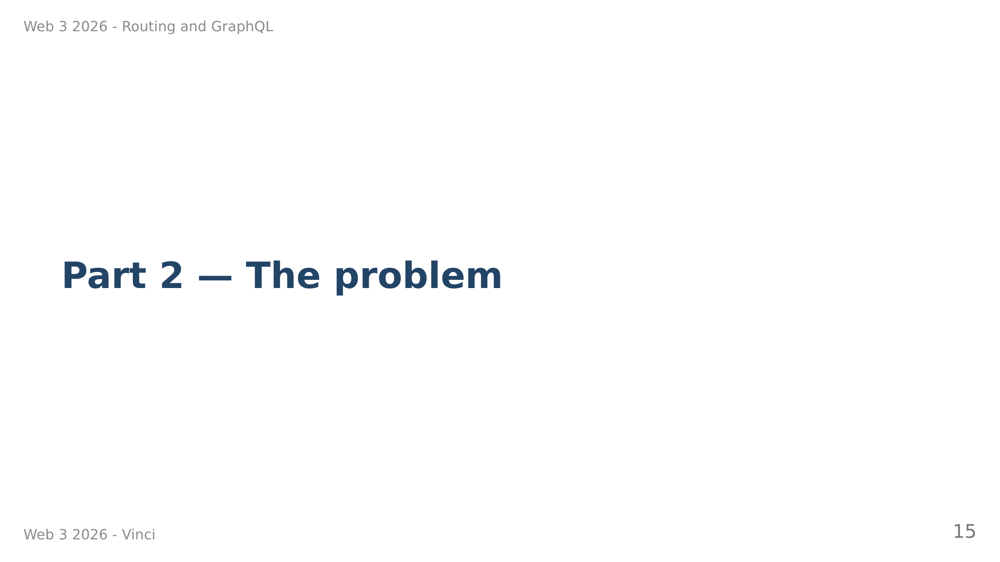 Web 3 2026 - Routing and GraphQL
Part 2 — The problem
Web 3 2026 - Vinci
15